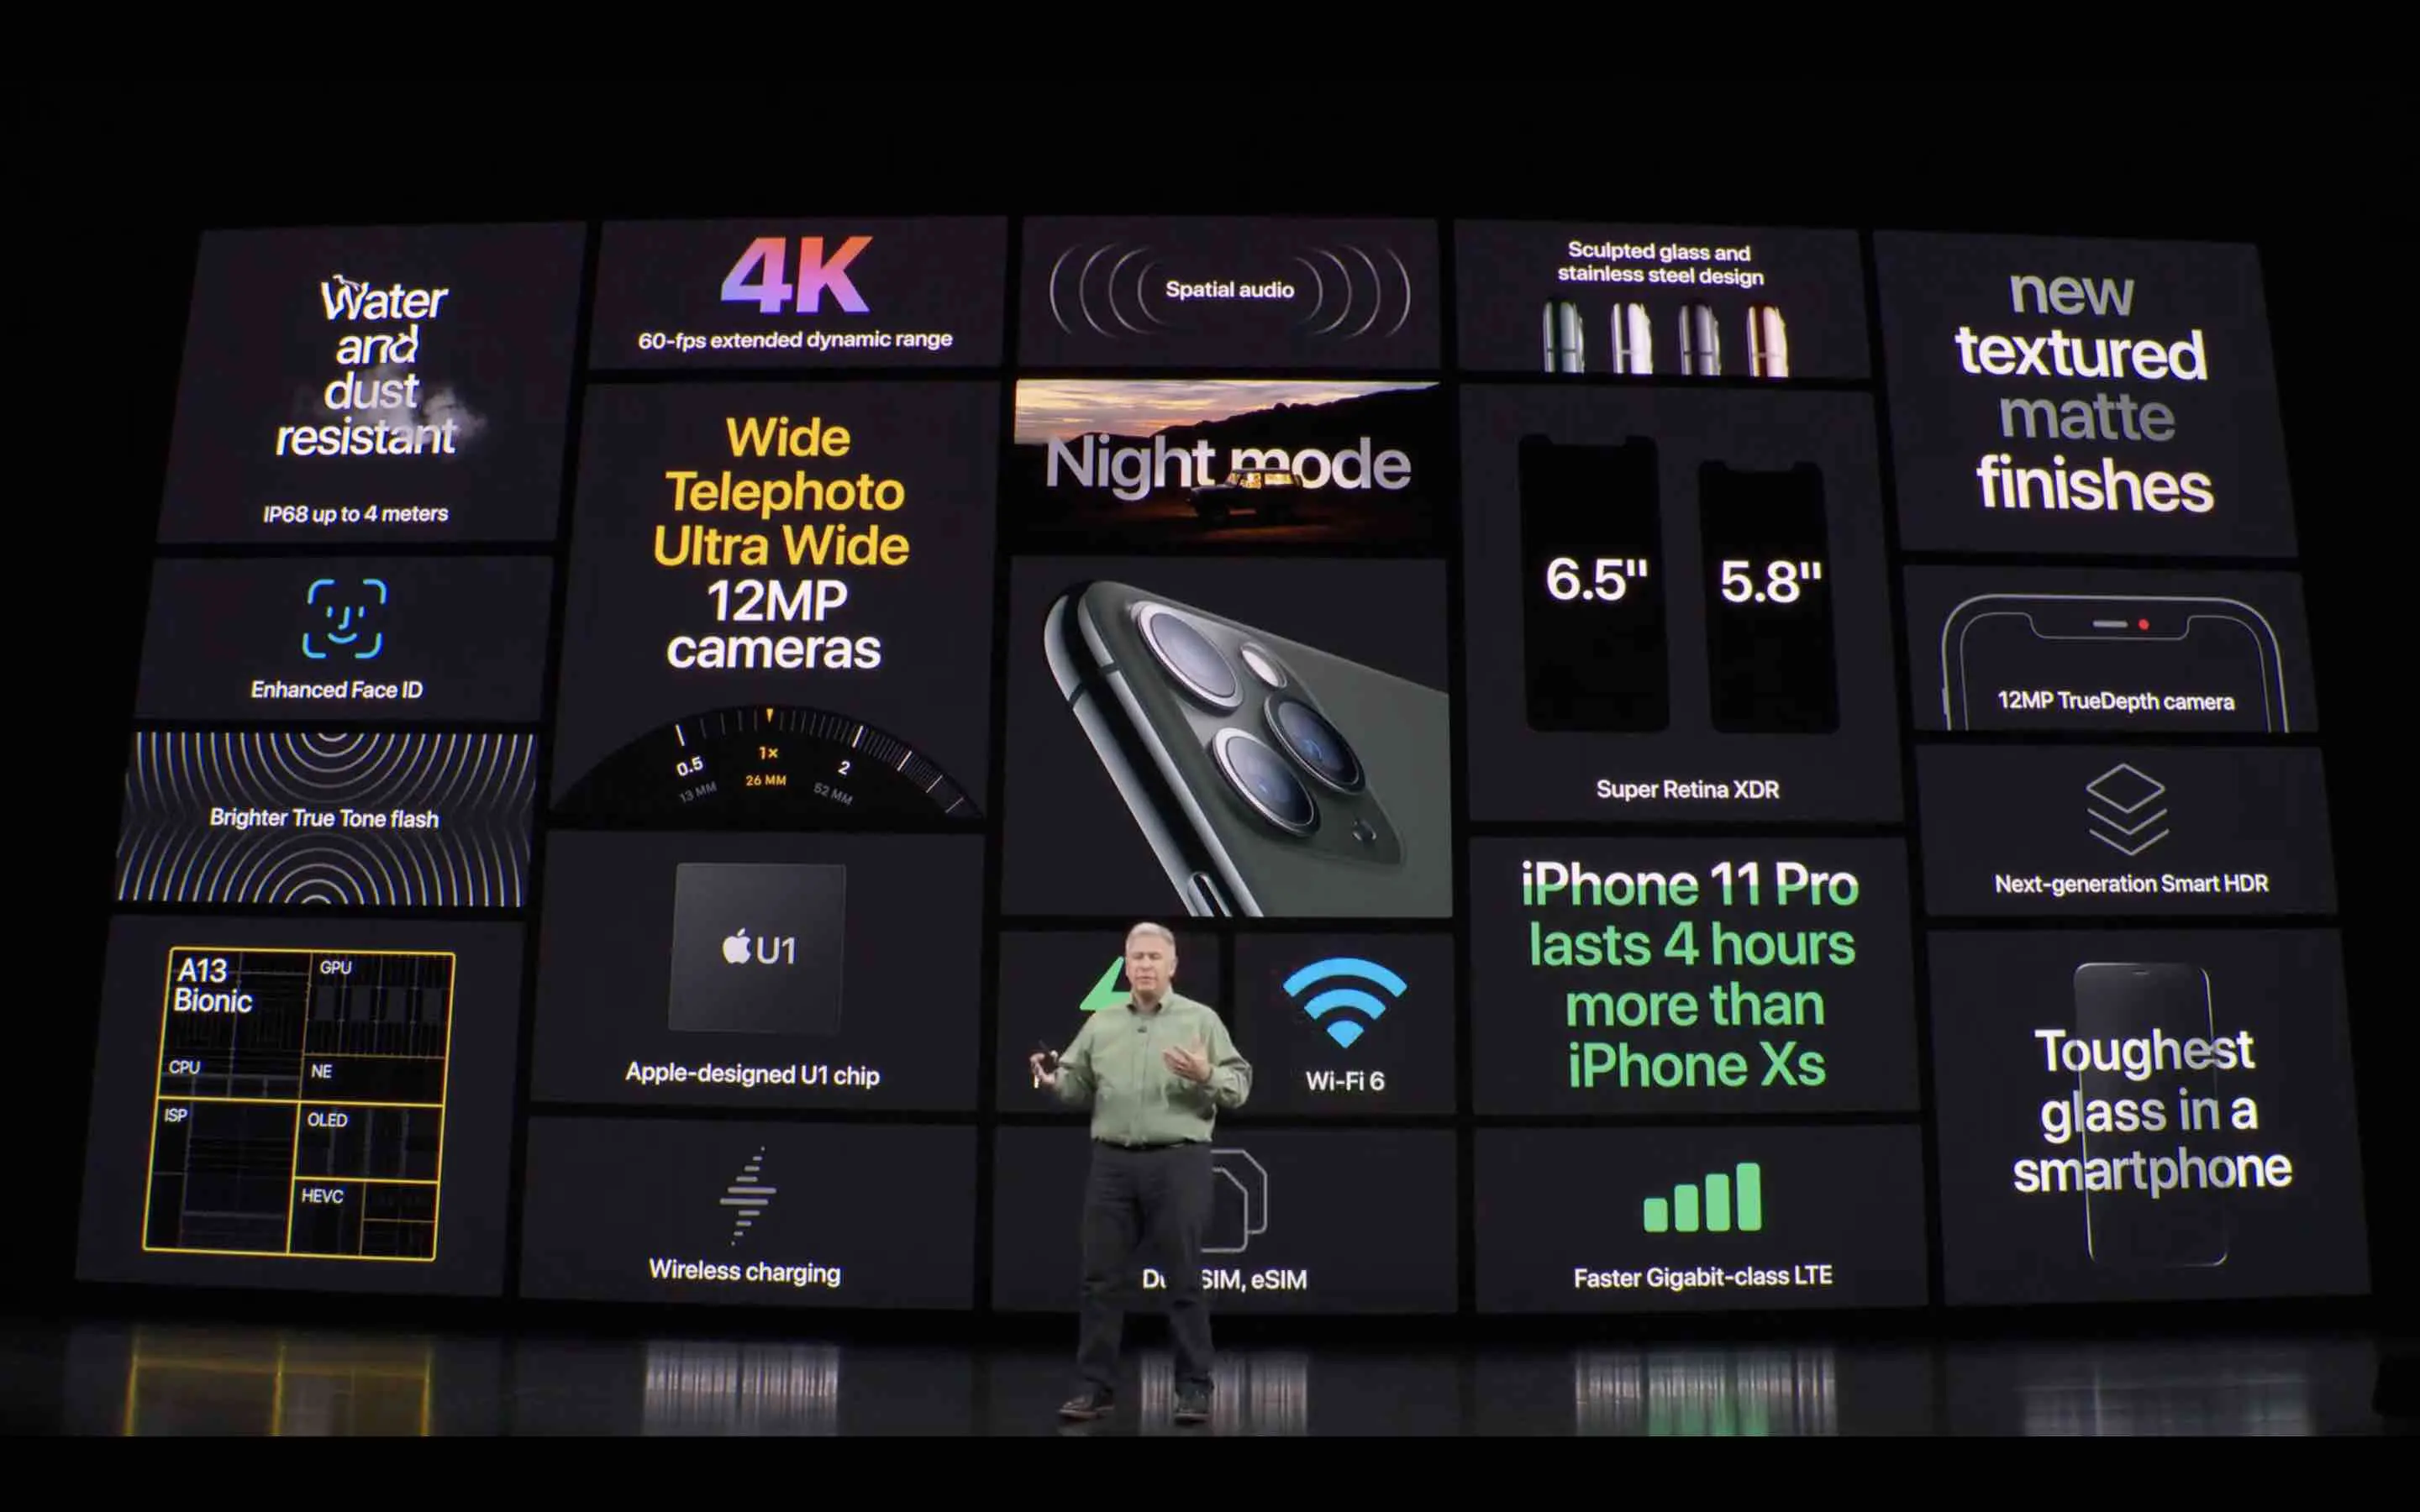 Water
and
dust
resistant
IP68 up to 4 meters
Enhanced Face ID
Brighter True Tone flash
A13
Bionic
GPU
CPU
NE
ISP
OLED
HEVC
4K
60-fps extended dynamic range
Wide
Telephoto
Ultra Wide
12MP
cameras
0.5
1×
2
13 MM
26 MM
52 MM
U1
Apple-designed U1 chip
Wireless charging
Spatial audio
Night mode
Wi-Fi 6
SIM, eSIM
Sculpted glass and
stainless steel design
6.5"
5.8"
Super Retina XDR
iPhone 11 Pro
lasts 4 hours
more than
iPhone Xs
Faster Gigabit-class LTE
new
textured
matte
finishes
12MP TrueDepth camera
Next-generation Smart HDR
Toughest
glass in a
smartphone